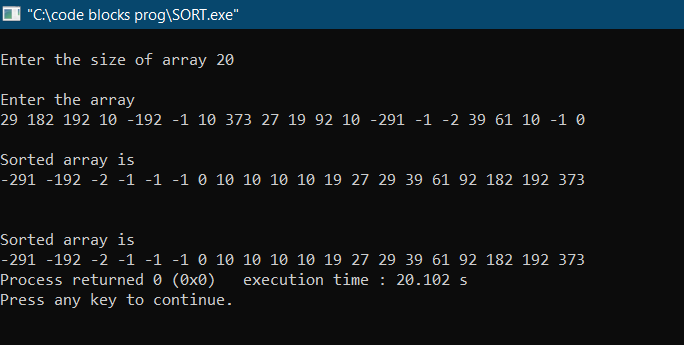 "C:\code blocks prog\SORT.exe"
Enter the size of array 20
Enter the array
29 182 192 10 -192 -1 10 373 27 19 92 10 -291 -1 -2 39 61 10 -1 0
Sorted array is
-291 -192 -2 -1 -1 -1 0 10 10 10 10 19 27 29 39 61 92 182 192 373
Sorted array is
-291 -192 -2 -1 -1 -1 0 10 10 10 10 19 27 29 39 61 92 182 192 373
Process returned 0 (0x0)   execution time : 20.102 s
Press any key to continue.